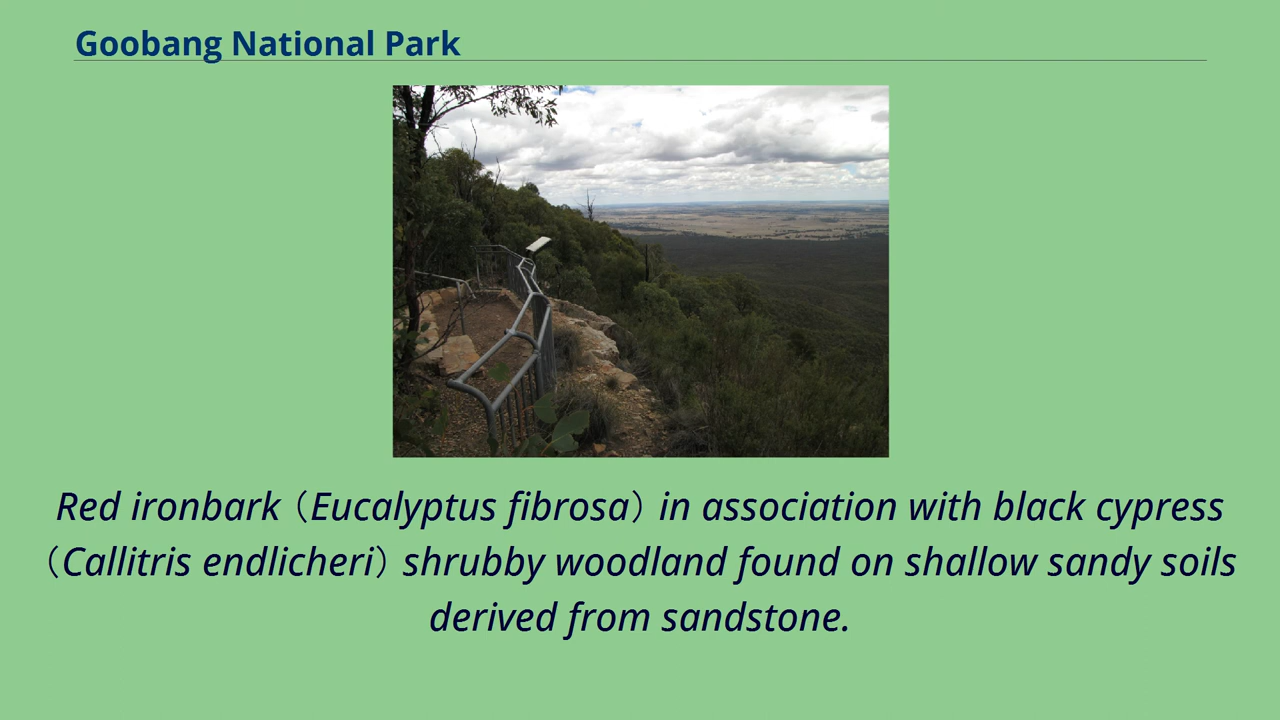 Goobang National Park
Red ironbark（Eucalyptus fibrosa）in association with black cypress
（Callitris endlicheri）shrubby woodland found on shallow sandy soils
derived from sandstone.